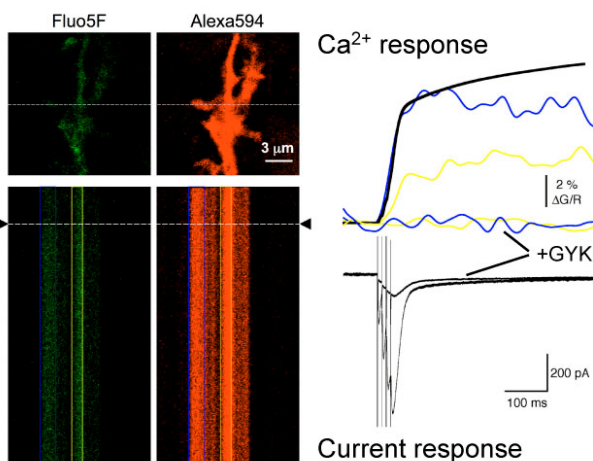 Fluo5F
Alexa594
3 μm
Ca²⁺ response
2 %
ΔG/R
+GYK
200 pA
100 ms
Current response